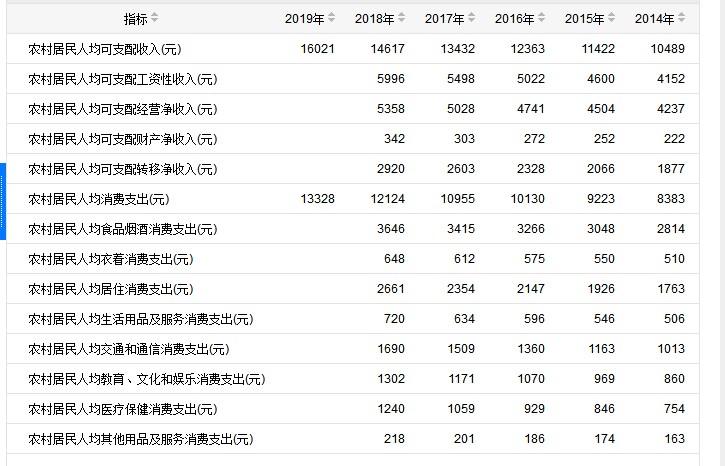 指标 2019年 2018年 2017年 2016年 2015年 2014年
农村居民人均可支配收入(元) 16021 14617 13432 12363 11422 10489
农村居民人均可支配工资性收入(元) 5996 5498 5022 4600 4152
农村居民人均可支配经营净收入(元) 5358 5028 4741 4504 4237
农村居民人均可支配财产净收入(元) 342 303 272 252 222
农村居民人均可支配转移净收入(元) 2920 2603 2328 2066 1877
农村居民人均消费支出(元) 13328 12124 10955 10130 9223 8383
农村居民人均食品烟酒消费支出(元) 3646 3415 3266 3048 2814
农村居民人均衣着消费支出(元) 648 612 575 550 510
农村居民人均居住消费支出(元) 2661 2354 2147 1926 1763
农村居民人均生活用品及服务消费支出(元) 720 634 596 546 506
农村居民人均交通和通信消费支出(元) 1690 1509 1360 1163 1013
农村居民人均教育、文化和娱乐消费支出(元) 1302 1171 1070 969 860
农村居民人均医疗保健消费支出(元) 1240 1059 929 846 754
农村居民人均其他用品及服务消费支出(元) 218 201 186 174 163